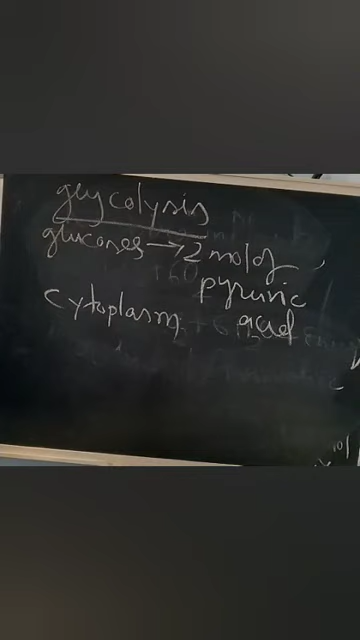 glycolysis
glucoses → 2 mol of
pyruvic
cytoplasm acid